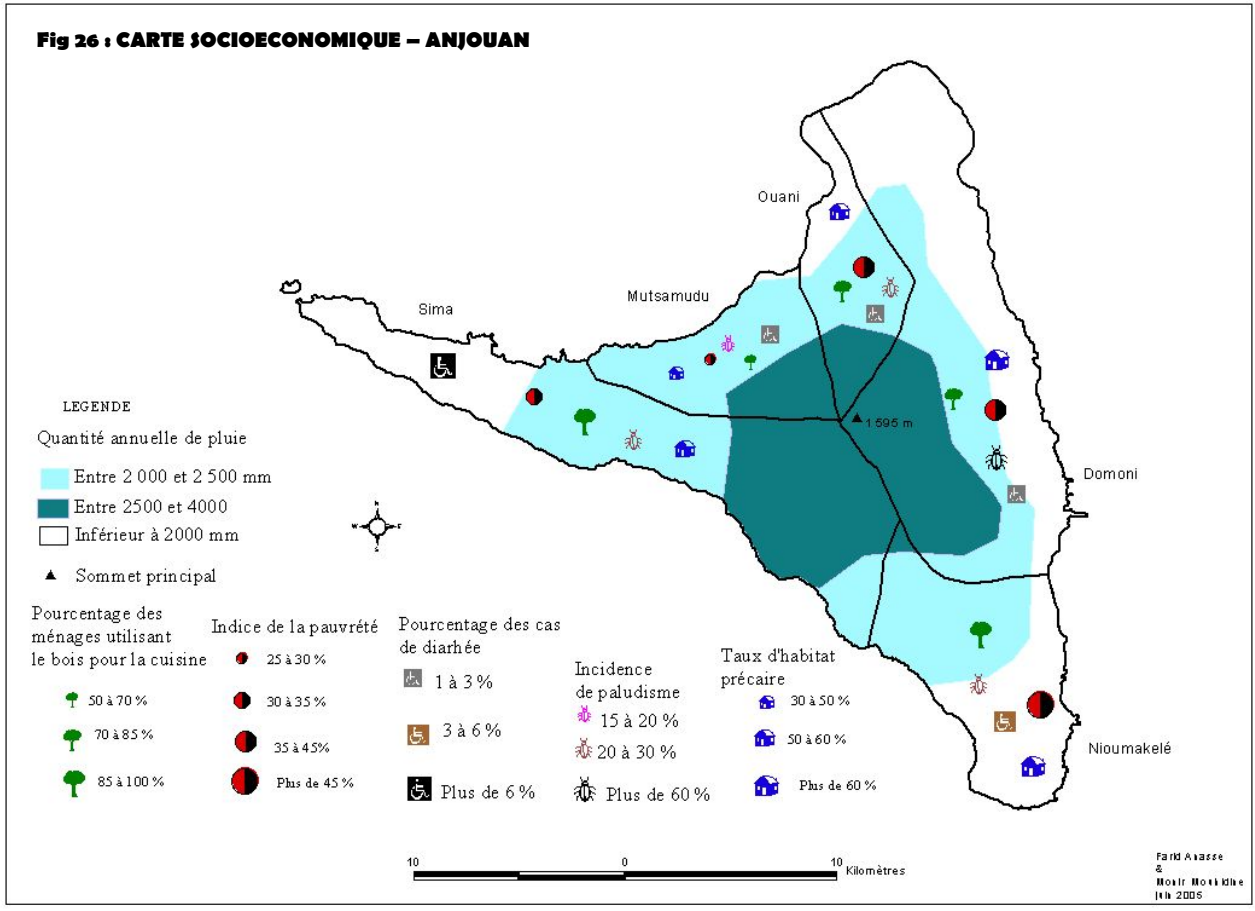 Fig 26 : CARTE SOCIOECONOMIQUE – ANJOUAN
Ouani
Mutsamudu
Sima
1 595 m
Domoni
Nioumakelé
LEGENDE
Quantité annuelle de pluie
Entre 2 000 et 2 500 mm
Entre 2500 et 4000
Inférieur à 2000 mm
Sommet principal
N
W
E
S
Pourcentage des
ménages utilisant
le bois pour la cuisine
50 à 70 %
70 à 85 %
85 à 100 %
Indice de la pauvrété
25 à 30 %
30 à 35 %
35 à 45%
Plus de 45 %
Pourcentage des cas
de diarhée
1 à 3 %
3 à 6 %
Plus de 6 %
Incidence
de paludisme
15 à 20 %
20 à 30 %
Plus de 60 %
Taux d'habitat
précaire
30 à 50 %
50 à 60 %
Plus de 60 %
10 0 10
Kilomètres
Farid Anasse
&
juin 2005